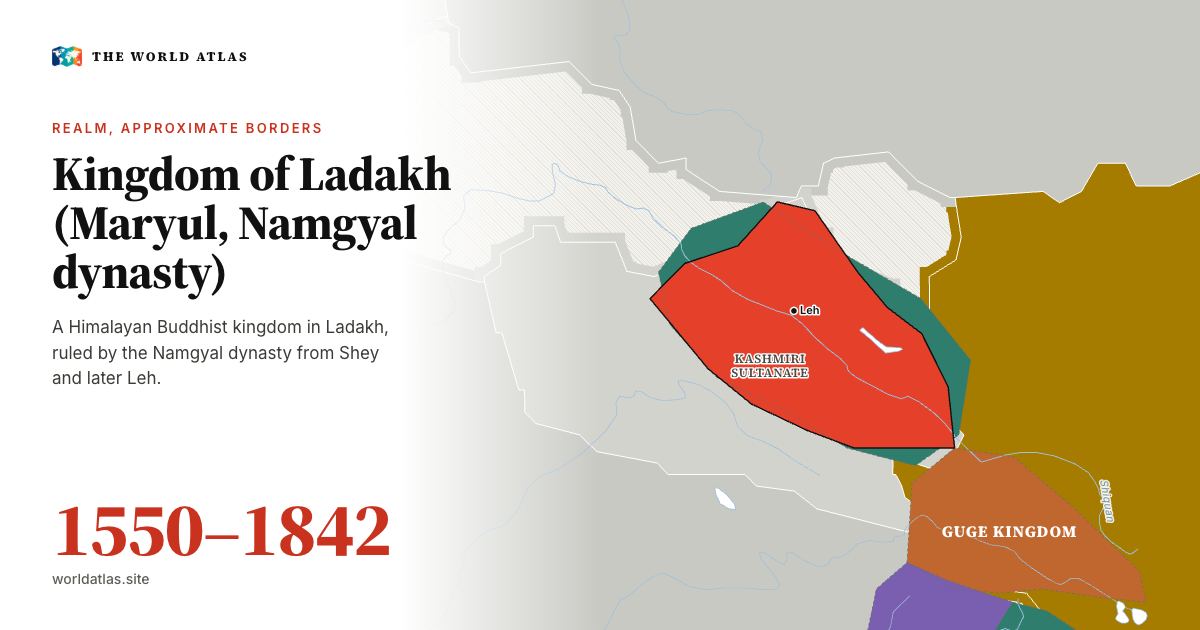 THE WORLD ATLAS
REALM, APPROXIMATE BORDERS
Kingdom of Ladakh
(Maryul, Namgyal
dynasty)
A Himalayan Buddhist kingdom in Ladakh,
ruled by the Namgyal dynasty from Shey
and later Leh.
1550–1842
worldatlas.site
Leh
KASHMIRI
SULTANATE
Shiquan
GUGE KINGDOM